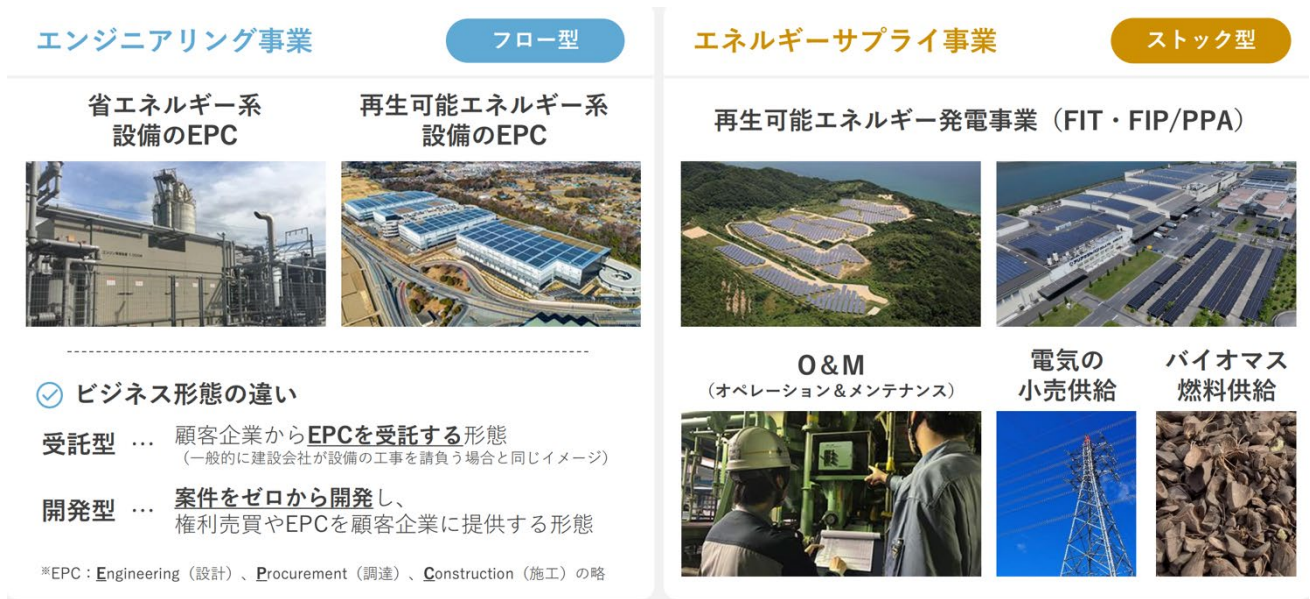 エンジニアリング事業
フロー型
省エネルギー系
設備のEPC
再生可能エネルギー系
設備のEPC
ビジネス形態の違い
受託型 … 顧客企業からEPCを受託する形態
（一般的に建設会社が設備の工事を請負う場合と同じイメージ）
開発型 … 案件をゼロから開発し、
権利売買やEPCを顧客企業に提供する形態
※EPC：Engineering（設計）、Procurement（調達）、Construction（施工）の略
エネルギーサプライ事業
ストック型
再生可能エネルギー発電事業（FIT・FIP/PPA）
O&M
（オペレーション＆メンテナンス）
電気の
小売供給
バイオマス
燃料供給